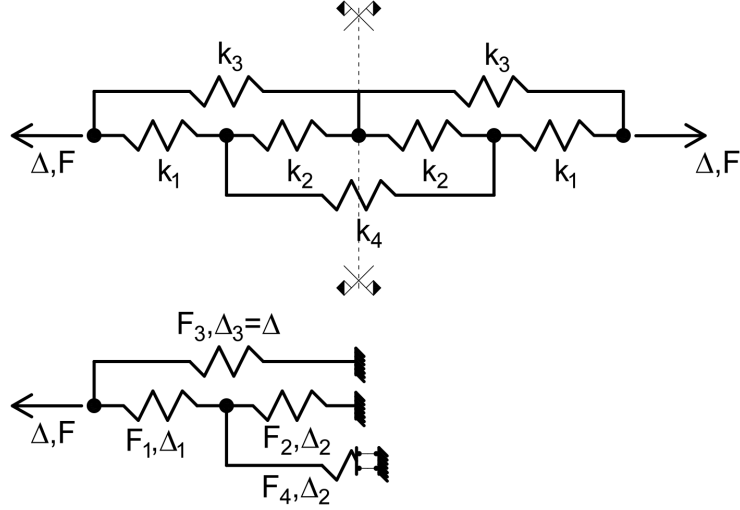 k₃ k₃
Δ,F k₁ k₂ k₂ k₁ Δ,F
k₄
F₃,Δ₃=Δ
Δ,F F₁,Δ₁ F₂,Δ₂
F₄,Δ₂